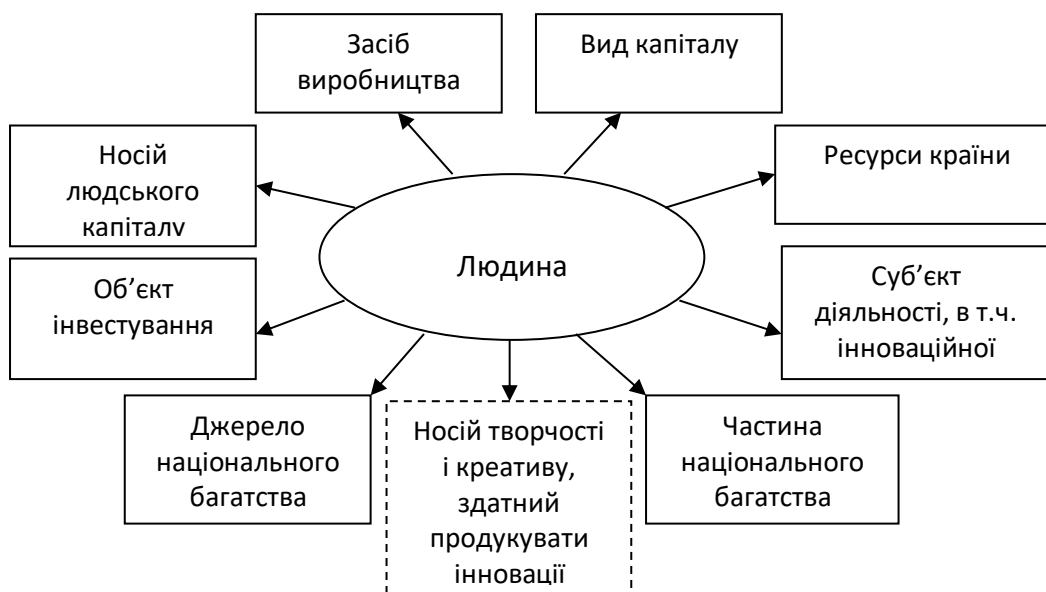 Засіб
виробництва
Вид капіталу
Носій
людського
капіталу
Ресурси країни
Людина
Об’єкт
інвестування
Суб’єкт
діяльності, в т.ч.
інноваційної
Джерело
національного
багатства
Носій творчості
і креативу,
здатний
продукувати
інновації
Частина
національного
багатства